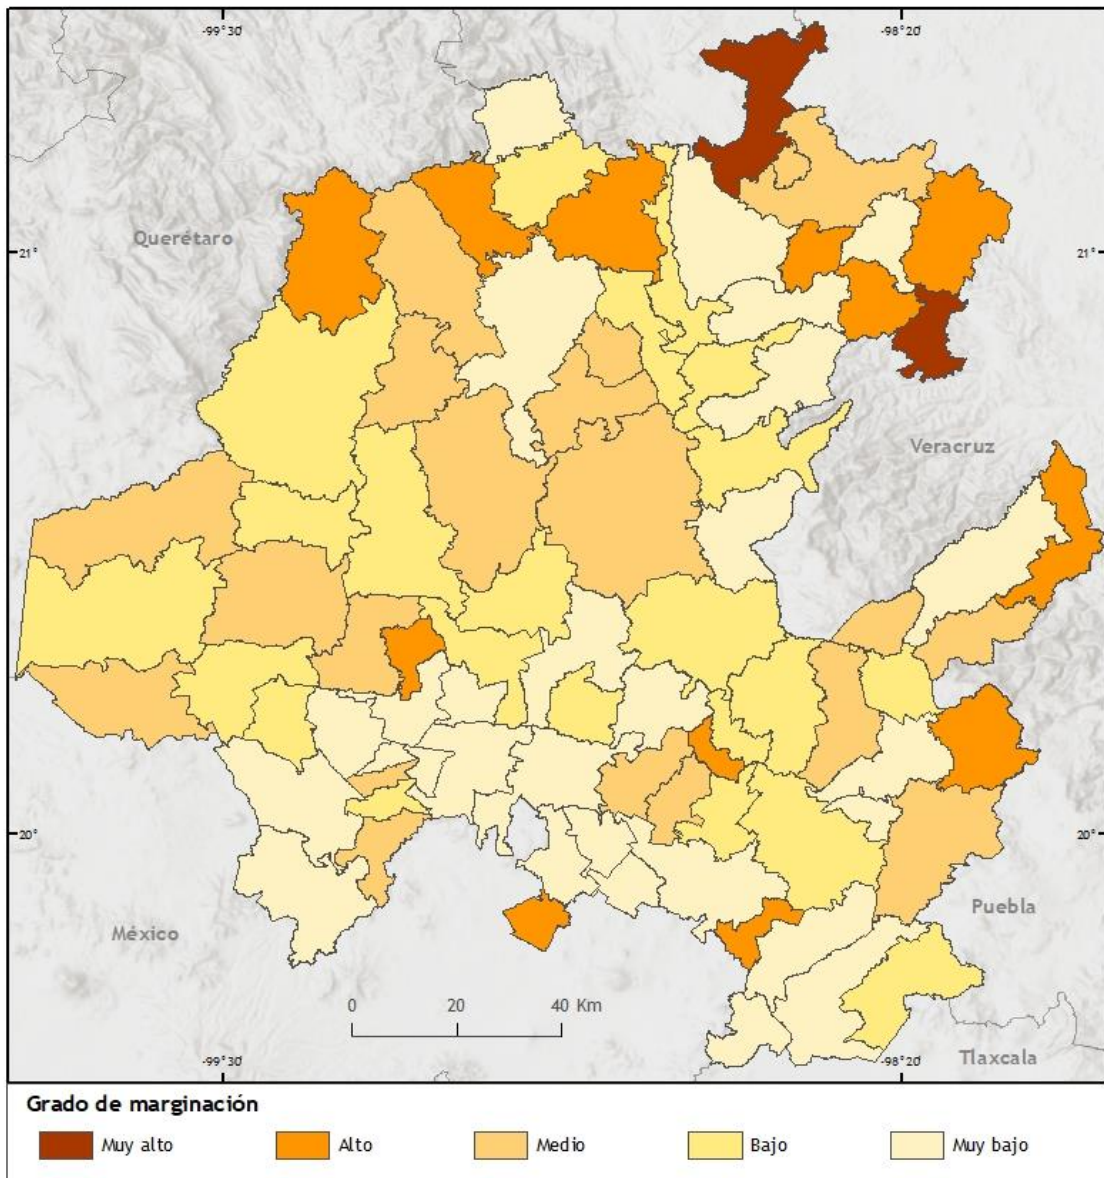 -99°30' -98°20'
Querétaro
21° 21°
Veracruz
20° 20°
Puebla
México
0 20 40 Km
Tlaxcala
-99°30' -98°20'
Grado de marginación
Muy alto Alto Medio Bajo Muy bajo